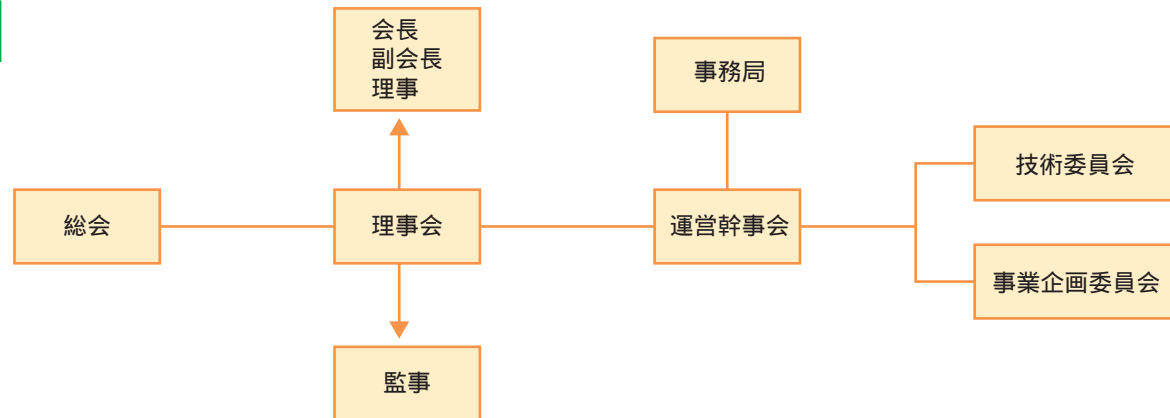 会長
副会長
理事
事務局
技術委員会
総会
理事会
運営幹事会
事業企画委員会
監事